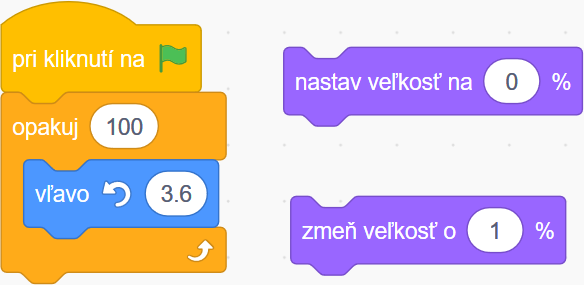 pri kliknutí na
opakuj 100
vľavo 3.6
nastav veľkosť na 0 %
zmeň veľkosť o 1 %